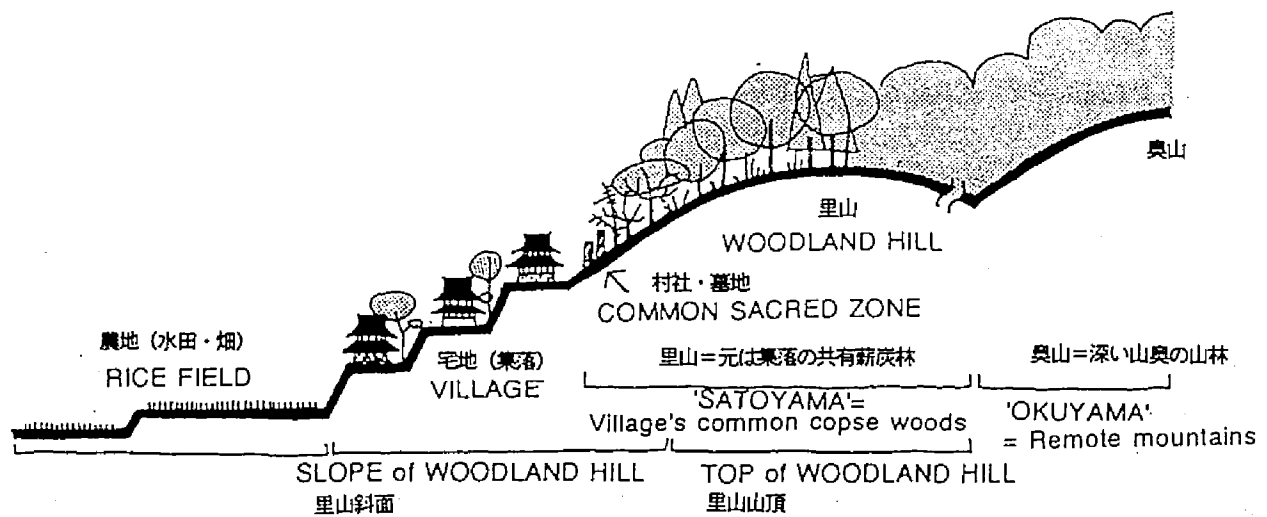 奥山
里山
WOODLAND HILL
村社・墓地
COMMON SACRED ZONE
農地（水田・畑）
RICE FIELD
宅地（集落）
VILLAGE
里山＝元は集落の共有薪炭林
奥山＝深い山奥の山林
'SATOYAMA'=
Village's common copse woods
'OKUYAMA'
= Remote mountains
SLOPE of WOODLAND HILL
里山斜面
TOP of WOODLAND HILL
里山山頂